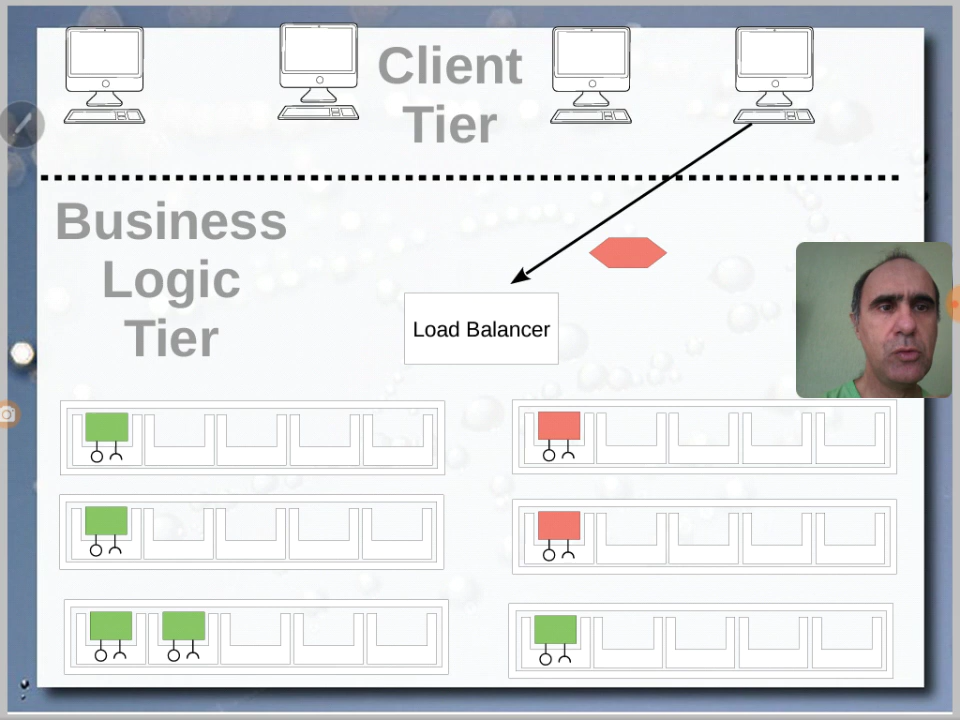 Client
Tier
Business
Logic
Tier
Load Balancer